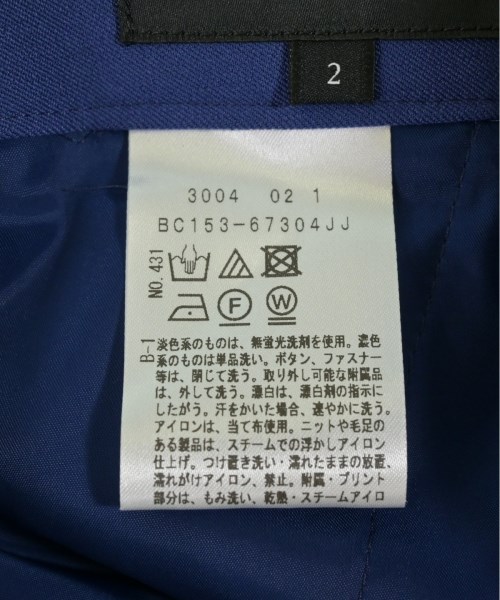 2
3004 02 1
BC153-67304JJ
NO.431
F
W
B-1
淡色系のものは、無蛍光洗剤を使用。濃色
系のものは単品洗い。ボタン、ファスナー
等は、閉じて洗う。取り外し可能な附属品
は、外して洗う。漂白は、漂白剤の指示に
したがう。汗をかいた場合、速やかに洗う。
アイロンは、当て布使用。ニットや毛足の
ある製品は、スチームでの浮かしアイロン
仕上げ。つけ置き洗い・濡れたままの放置、
濡れがけアイロン、禁止。附属・プリント
部分は、もみ洗い、乾熱・スチームアイロ